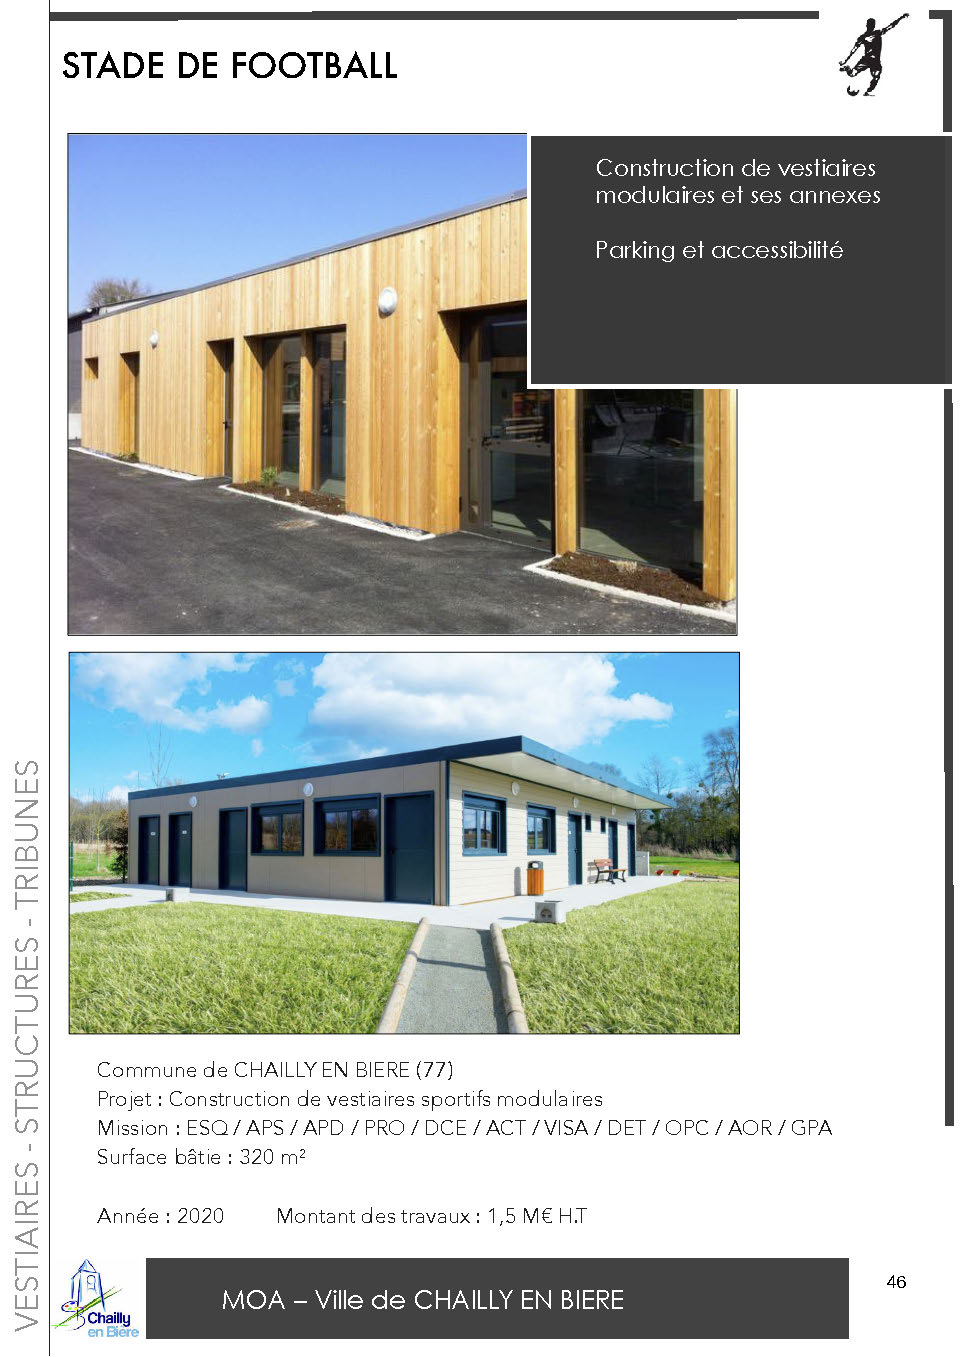 STADE DE FOOTBALL
Construction de vestiaires
modulaires et ses annexes
Parking et accessibilité
VESTIAIRES - STRUCTURES - TRIBUNES
Commune de CHAILLY EN BIERE (77)
Projet : Construction de vestiaires sportifs modulaires
Mission : ESQ / APS / APD / PRO / DCE / ACT / VISA / DET / OPC / AOR / GPA
Surface bâtie : 320 m²
Année : 2020 Montant des travaux : 1,5 M€ H.T
Chailly
en Bière
MOA – Ville de CHAILLY EN BIERE
46